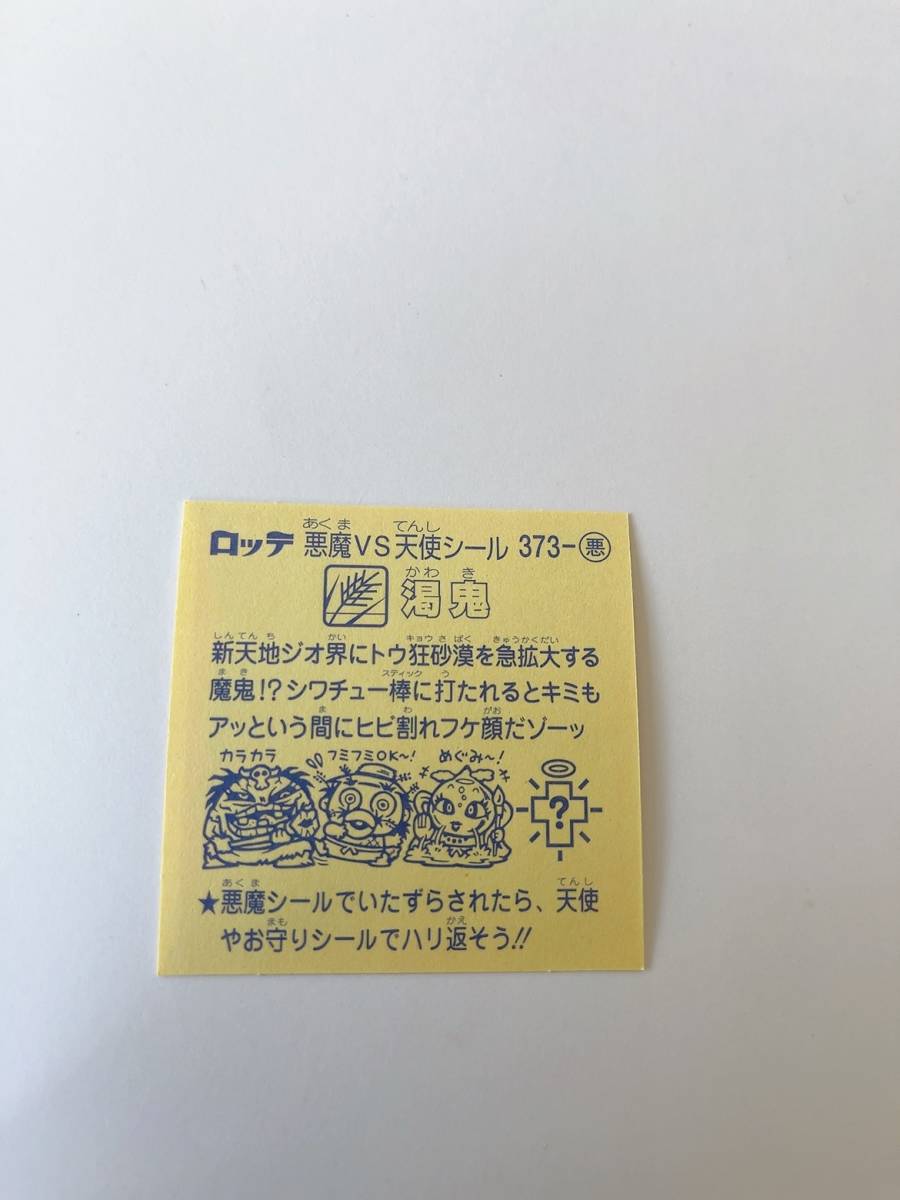 ロッテ 悪魔VS天使シール 373-悪
渇鬼
新天地ジオ界にトウ狂砂漠を急拡大する
魔鬼!?シワチュー棒に打たれるとキミも
アッという間にヒビ割れフケ顔だゾーッ
カラカラ フミフミOK〜! めぐみ〜!
?
★悪魔シールでいたずらされたら、天使
やお守りシールでハリ返そう!!